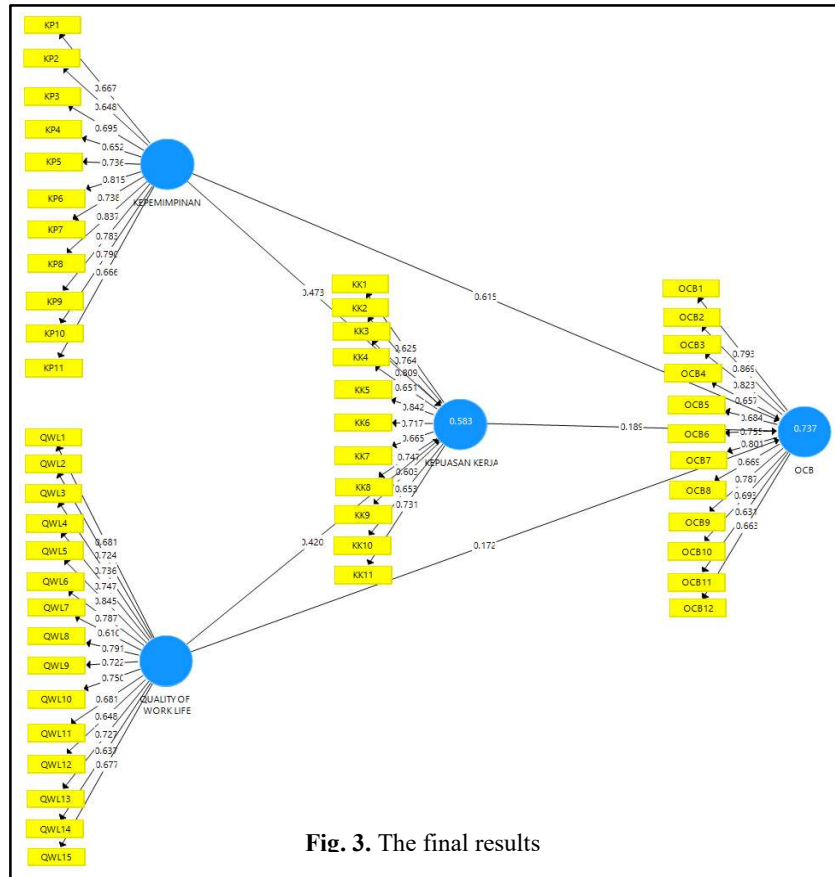 KP1
KP2
KP3
KP4
KP5
KP6
KP7
KP8
KP9
KP10
KP11
0.667
0.648
0.695
0.652
0.736
0.815
0.738
0.837
0.783
0.790
0.666
KEPEMIMPINAN
0.473
0.615
KK1
KK2
KK3
KK4
KK5
KK6
KK7
KK8
KK9
KK10
KK11
0.625
0.764
0.809
0.651
0.842
0.717
0.665
0.747
0.603
0.653
0.731
0.583
KEPUASAN KERJA
0.189
OCB1
OCB2
OCB3
OCB4
OCB5
OCB6
OCB7
OCB8
OCB9
OCB10
OCB11
OCB12
0.793
0.869
0.823
0.657
0.684
0.755
0.801
0.669
0.787
0.693
0.631
0.663
0.737
OCB
QWL1
QWL2
QWL3
QWL4
QWL5
QWL6
QWL7
QWL8
QWL9
QWL10
QWL11
QWL12
QWL13
QWL14
QWL15
0.681
0.724
0.736
0.747
0.845
0.787
0.610
0.791
0.722
0.750
0.681
0.648
0.727
0.637
0.677
QUALITY OF
WORK LIFE
0.420
0.172
Fig. 3. The final results